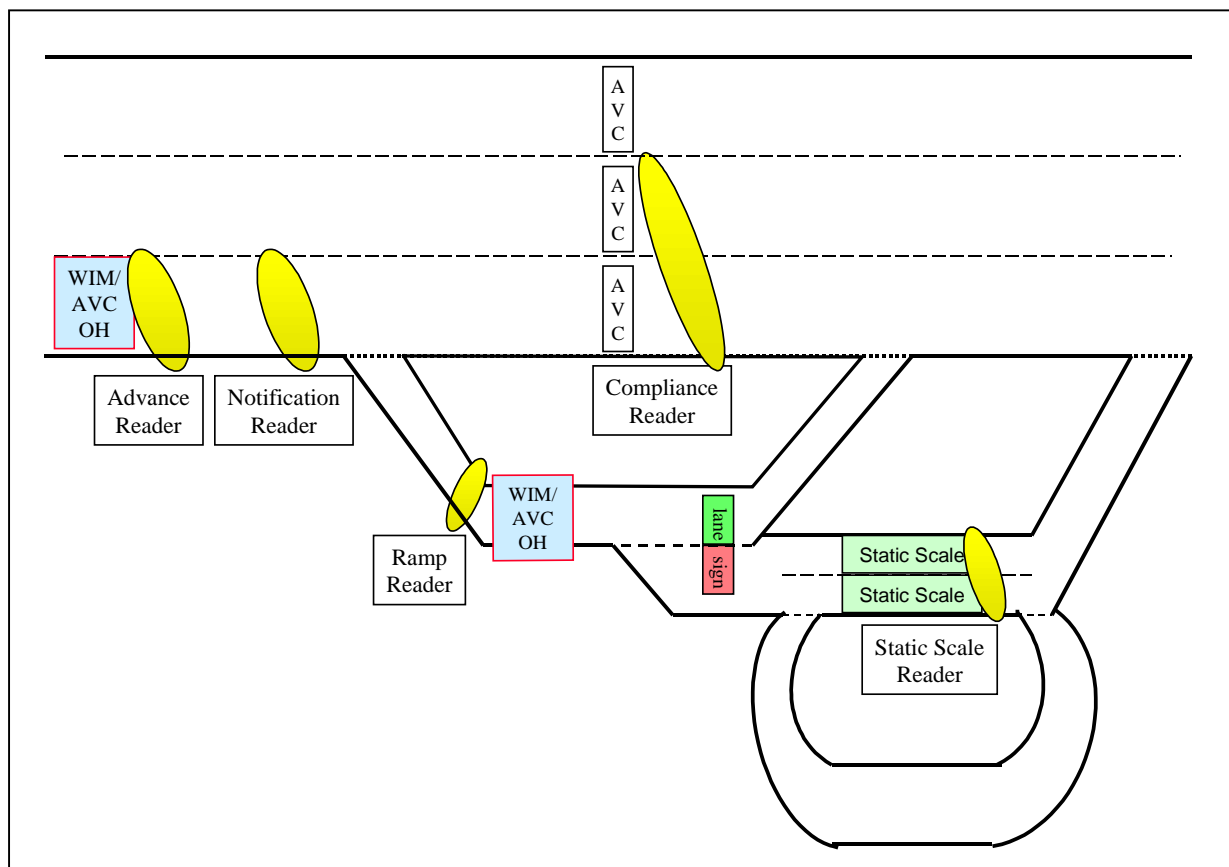 A
V
C
A
V
C
A
V
C
WIM/
AVC
OH
Advance
Reader
Notification
Reader
Compliance
Reader
Ramp
Reader
WIM/
AVC
OH
lane
sign
Static Scale
Static Scale
Static Scale
Reader